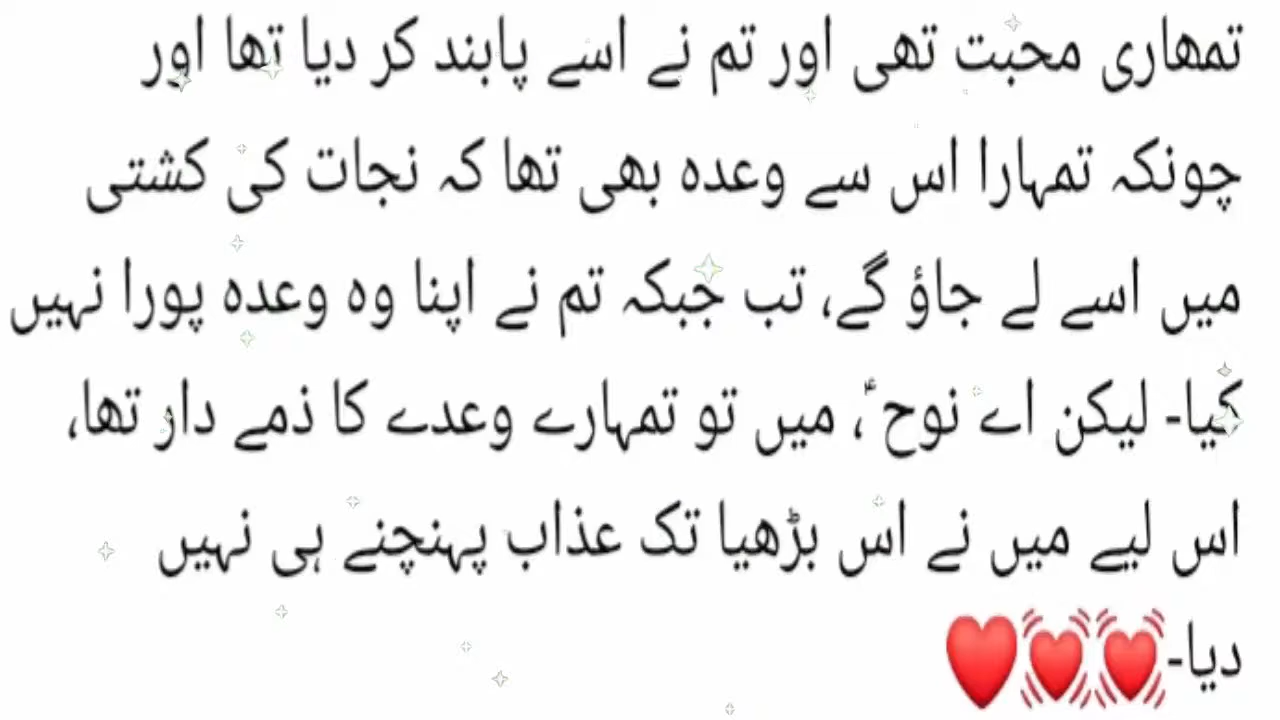 تمھاری محبت تھی اور تم نے اسے پابند کر دیا تھا اور
چونکہ تمہارا اس سے وعدہ بھی تھا کہ نجات کی کشتی
میں اسے لے جاؤ گے، تب جبکہ تم نے اپنا وہ وعدہ پورا نہیں
کیا۔ لیکن اے نوح ؑ، میں تو تمہارے وعدے کا ذمے دار تھا،
اس لیے میں نے اس بڑھیا تک عذاب پہنچنے ہی نہیں
دیا۔💓💓♥️